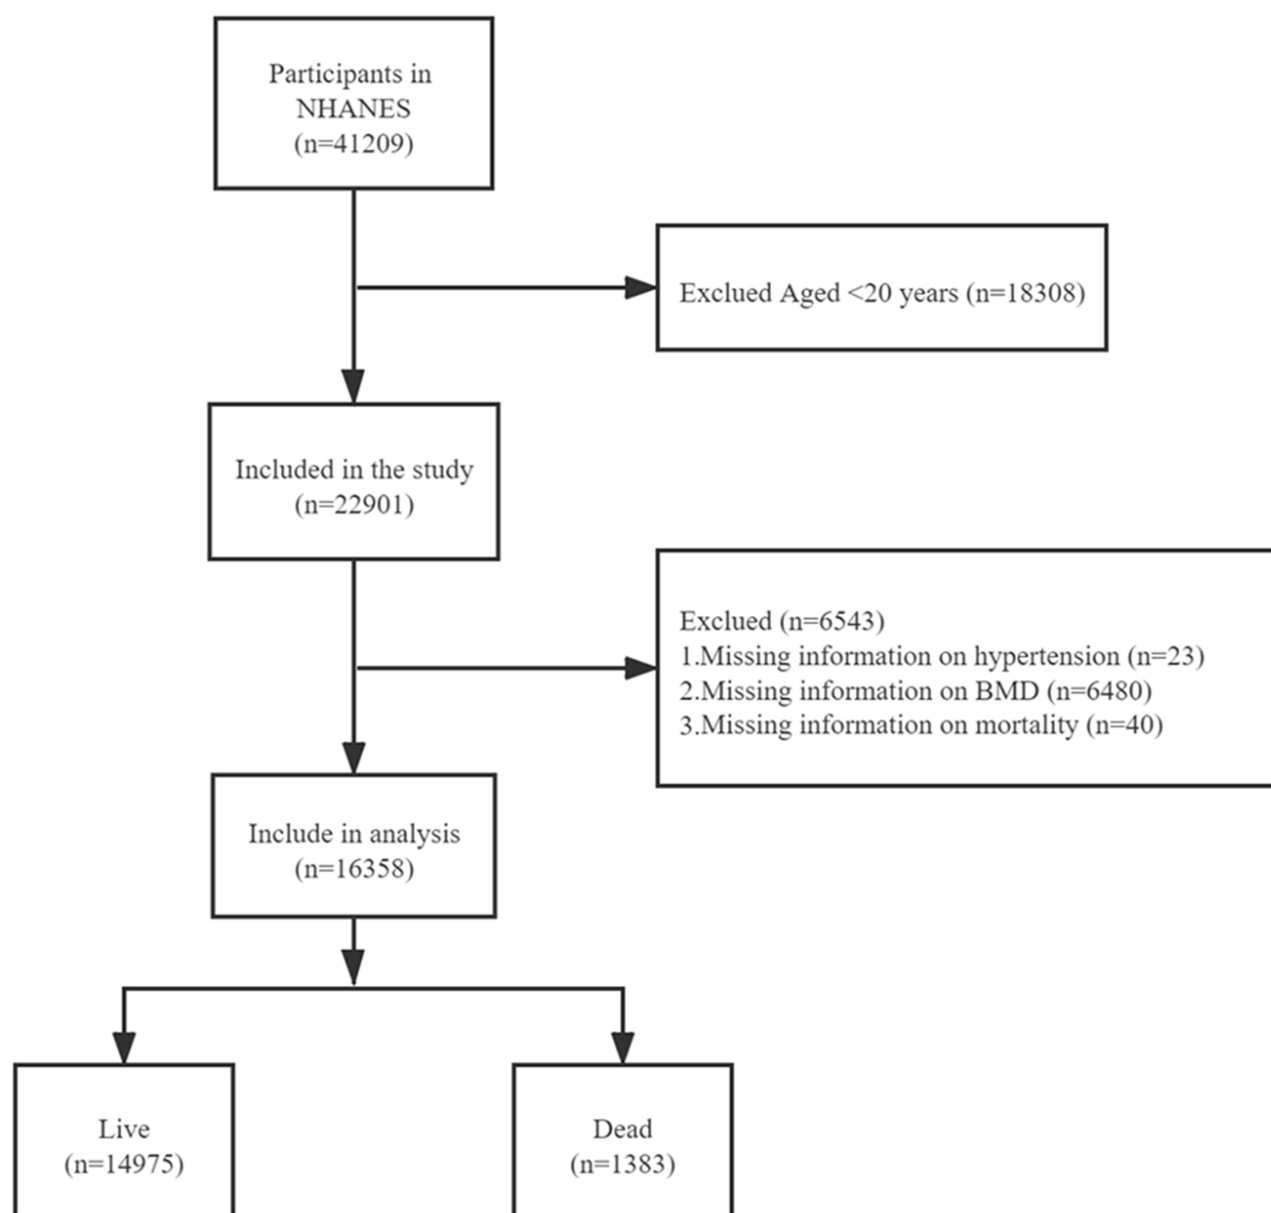 Participants in
NHANES
(n=41209)
Exclued Aged <20 years (n=18308)
Included in the study
(n=22901)
Exclued (n=6543)
1.Missing information on hypertension (n=23)
2.Missing information on BMD (n=6480)
3.Missing information on mortality (n=40)
Include in analysis
(n=16358)
Live
(n=14975)
Dead
(n=1383)